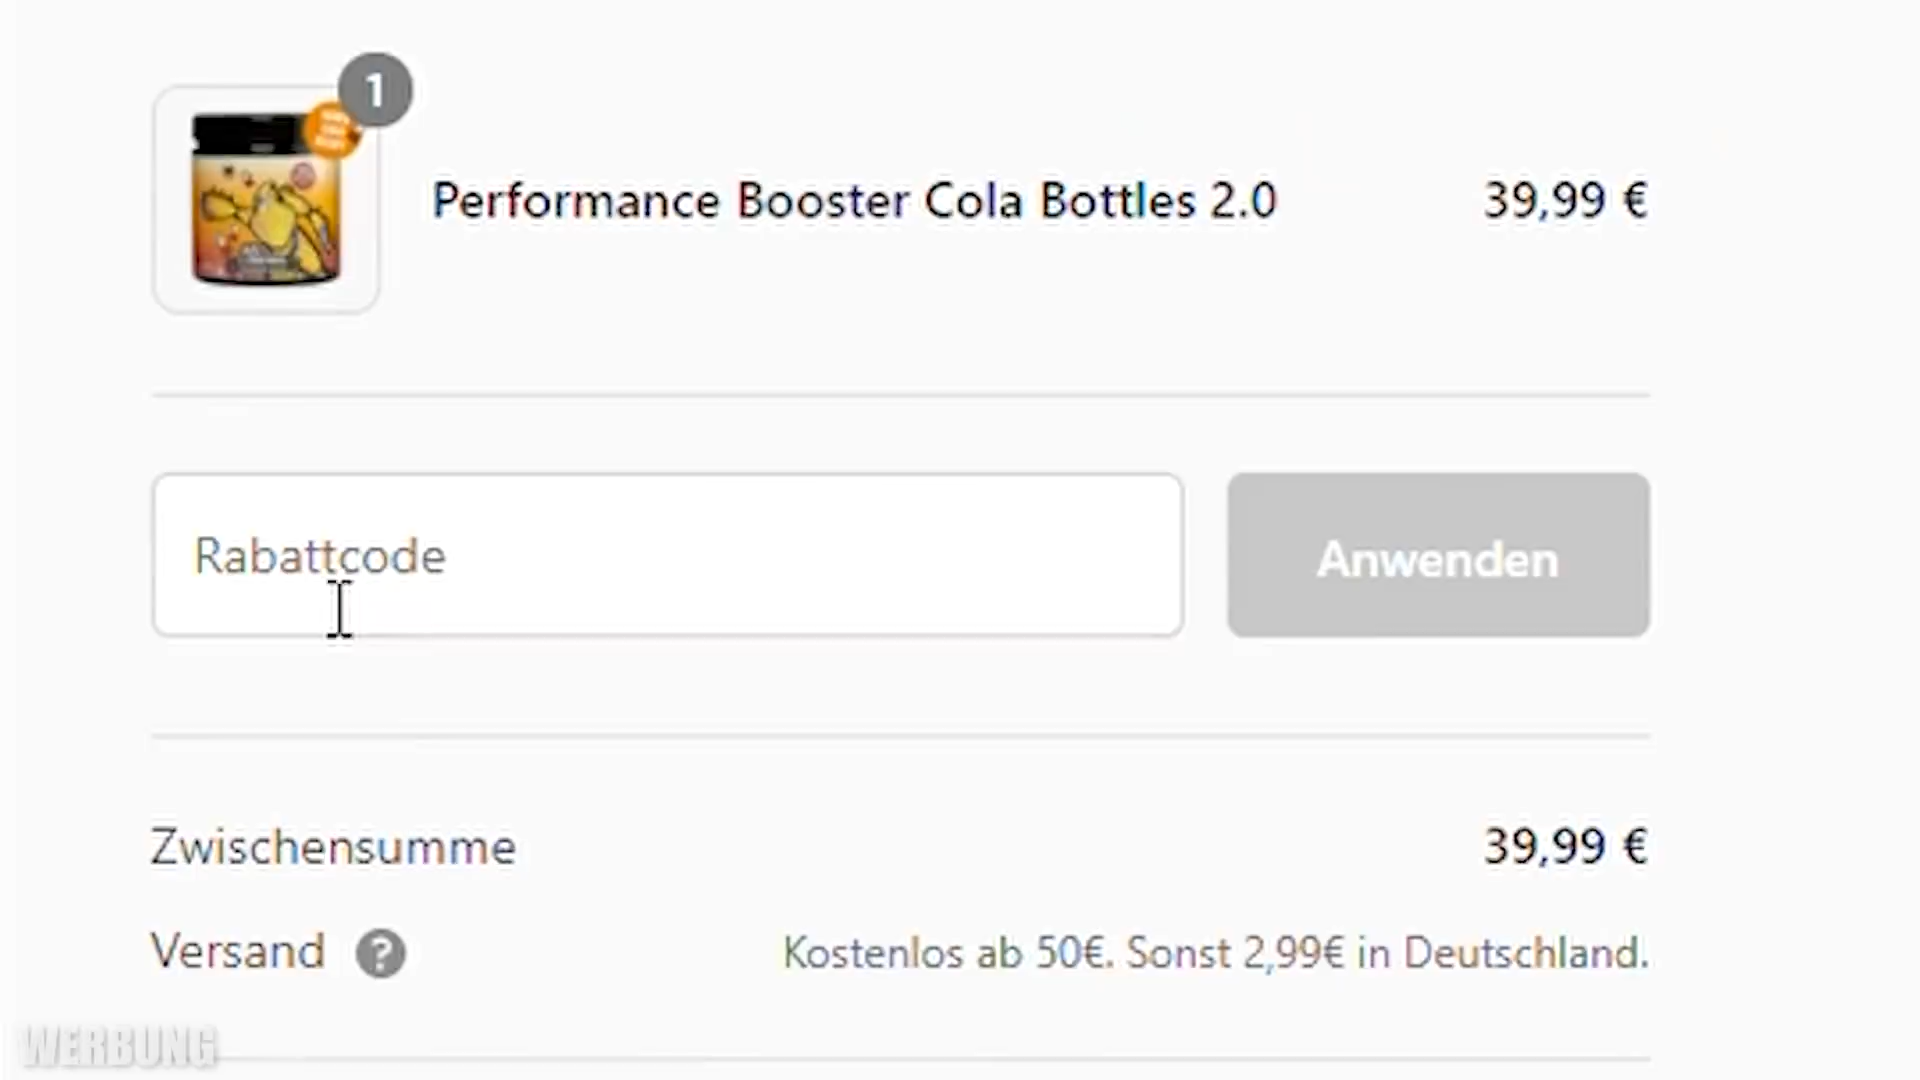 1
Performance Booster Cola Bottles 2.0
39,99 €
Rabattcode
Anwenden
Zwischensumme
39,99 €
Versand ?
Kostenlos ab 50€. Sonst 2,99€ in Deutschland.
WERBUNG